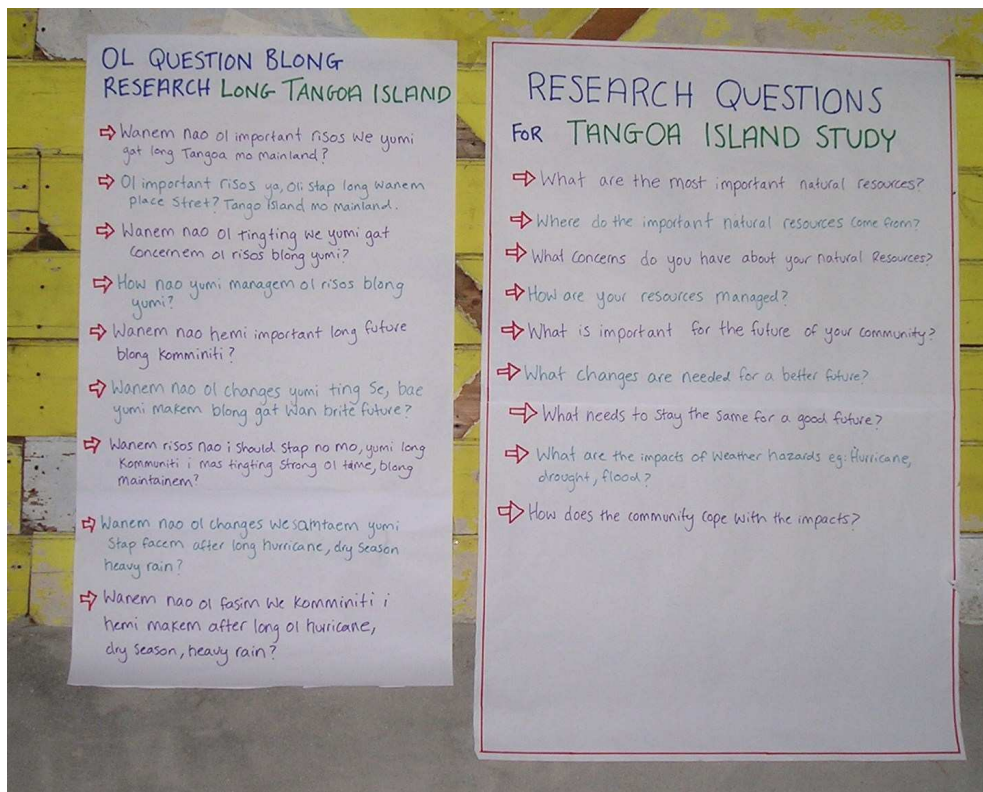 OL QUESTION BLONG
RESEARCH LONG TANGOA ISLAND
⇨ Wanem nao ol important risos we yumi
gat long Tangoa mo mainland?
⇨ Ol important risos ya, Oli stap long wanem
place stret? Tango Island mo mainland.
⇨ Wanem nao ol tingting we yumi gat
concernem ol risos blong yumi?
⇨ How nao yumi managem ol risos blong
yumi?
⇨ Wanem nao hemi important long future
blong komminiti?
⇨ Wanem nao ol changes yumi ting se, bae
yumi makem blong gat wan brite future?
⇨ Wanem risos nao i should stap no mo, yumi long
kommuniti i mas tingting strong ol time, blong
maintainem?
⇨ Wanem nao ol changes we samtaem yumi
stap facem after long hurricane, dry season
heavy rain?
⇨ Wanem nao ol fasim we komminiti i
hemi makem after long ol hurricane,
dry season, heavy rain?
RESEARCH QUESTIONS
FOR TANGOA ISLAND STUDY
⇨ What are the most important natural resources?
⇨ Where do the important natural resources come from?
⇨ What concerns do you have about your natural Resources?
⇨ How are your resources managed?
⇨ What is important for the future of your community?
⇨ What changes are needed for a better future?
⇨ What needs to stay the same for a good future?
⇨ What are the impacts of weather hazards eg: Hurricane,
drought, flood?
⇨ How does the community cope with the impacts?